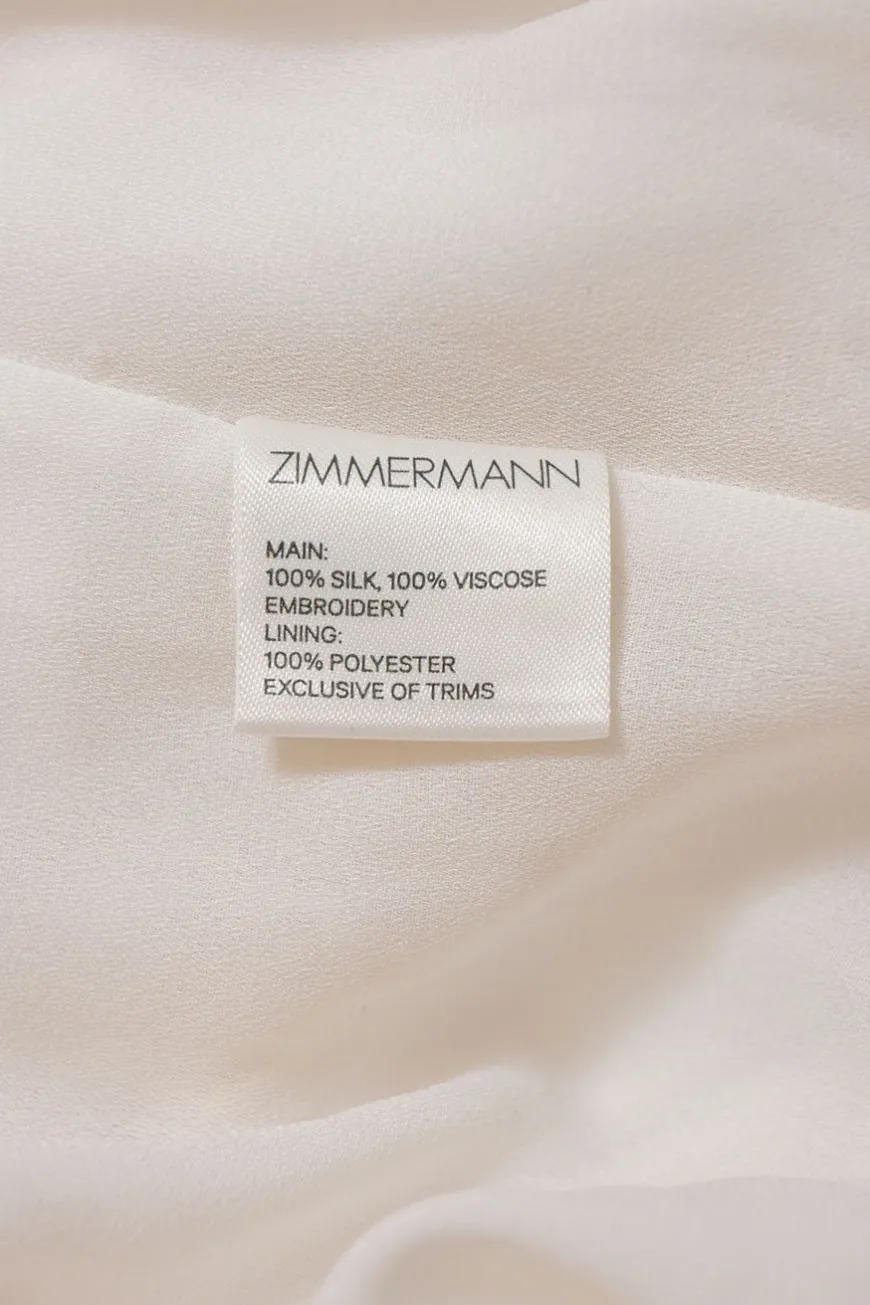 ZIMMERMANN
MAIN:
100% SILK, 100% VISCOSE
EMBROIDERY
LINING:
100% POLYESTER
EXCLUSIVE OF TRIMS